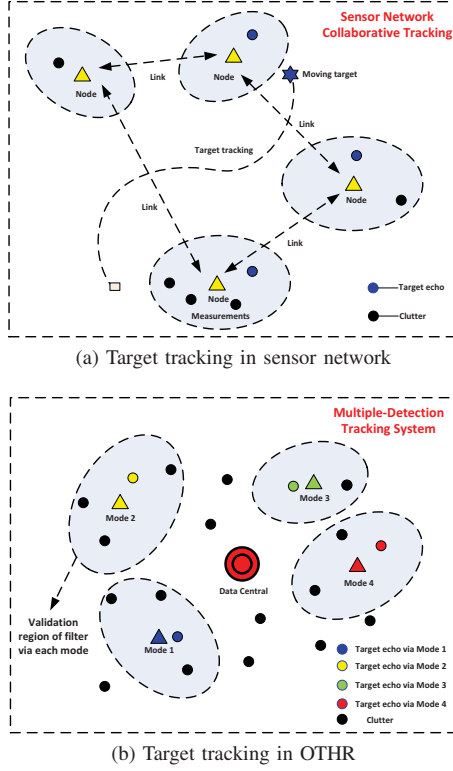 Sensor Network
Collaborative Tracking
Node
Link
Node
Moving target
Link
Target tracking
Link
Node
Link
Node
Measurements
Target echo
Clutter
(a) Target tracking in sensor network
Multiple-Detection
Tracking System
Mode 2
Mode 3
Mode 4
Data Central
Validation
region of filter
via each mode
Mode 1
Target echo via Mode 1
Target echo via Mode 2
Target echo via Mode 3
Target echo via Mode 4
Clutter
(b) Target tracking in OTHR